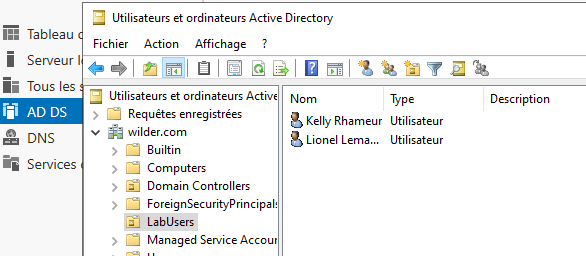 Tableau d
Serveur l
Tous les s
AD DS
DNS
Services
Utilisateurs et ordinateurs Active Directory
Fichier Action Affichage ?
Utilisateurs et ordinateurs Active
Requêtes enregistrées
wilder.com
Builtin
Computers
Domain Controllers
ForeignSecurityPrincipals
LabUsers
Managed Service Accour
Nom Type Description
Kelly Rhameur Utilisateur
Lionel Lema... Utilisateur